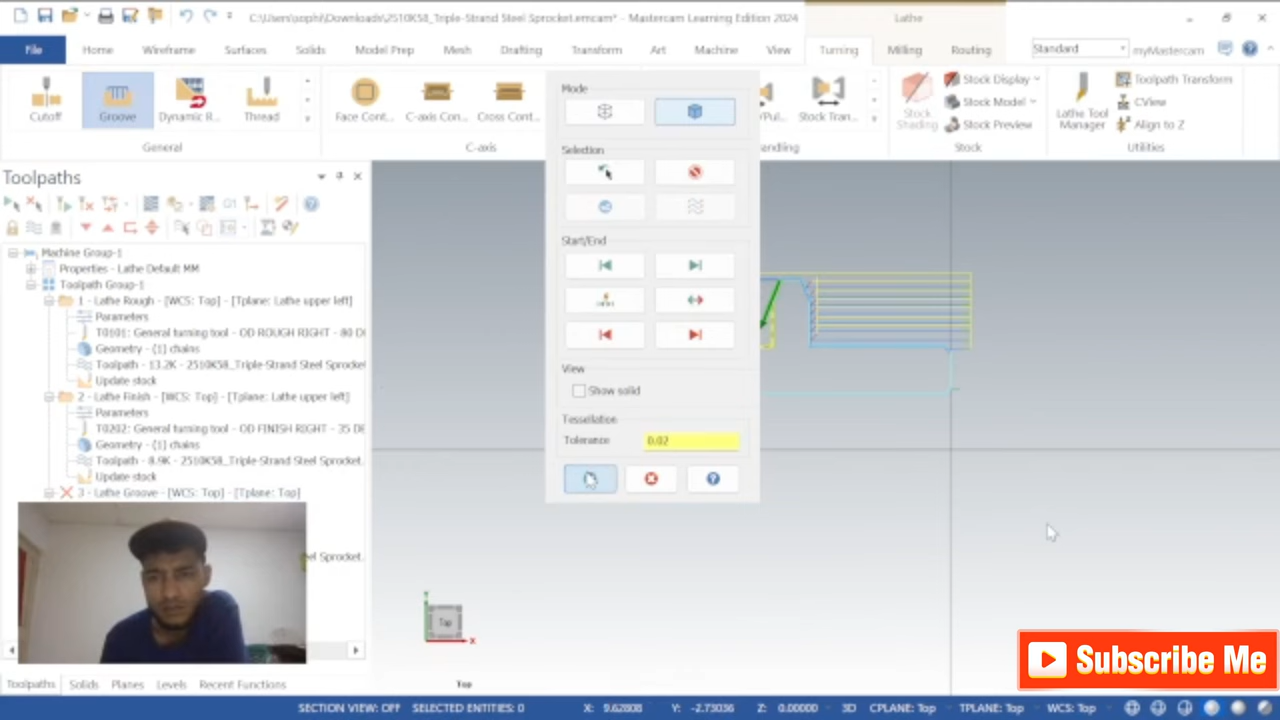 C:\Users\sophi\Downloads\2510K58_Triple-Strand Steel Sprocket.emcam* - Mastercam Learning Edition 2024
Lathe
File Home Wireframe Surfaces Solids Model Prep Mesh Drafting Transform Art Machine View Turning Milling Routing Standard myMastercam
Cutoff Groove Dynamic R... Thread Face Cont... C-axis Con... Cross Cont... Stock Tran... Stock Shading Stock Display Stock Model Stock Preview Lathe Tool Manager Toolpath Transform CView Align to Z
General C-axis ndling Stock Utilities
Toolpaths
Machine Group-1
Properties - Lathe Default MM
Toolpath Group-1
1 - Lathe Rough - [WCS: Top] - [Tplane: Lathe upper left]
Parameters
T0101: General turning tool - OD ROUGH RIGHT - 80 D
Geometry - (1) chains
Toolpath - 13.2K - 2510K58_Triple-Strand Steel Sprocket
Update stock
2 - Lathe Finish - [WCS: Top] - [Tplane: Lathe upper left]
Parameters
T0202: General turning tool - OD FINISH RIGHT - 35 DE
Geometry - (1) chains
Toolpath - 8.9K - 2510K58_Triple-Strand Steel Sprocket.
Update stock
3 - Lathe Groove - [WCS: Top] - [Tplane: Top]
el Sprocket.
Toolpaths Solids Planes Levels Recent Functions
Mode
Selection
Start/End
View
Show solid
Tessellation
Tolerance 0.02
Top
Y
X
Top
Subscribe Me
SECTION VIEW: OFF SELECTED ENTITIES: 0 X: 9.62808 Y: -2.73036 Z: 0.00000 3D CPLANE: Top TPLANE: Top WCS: Top